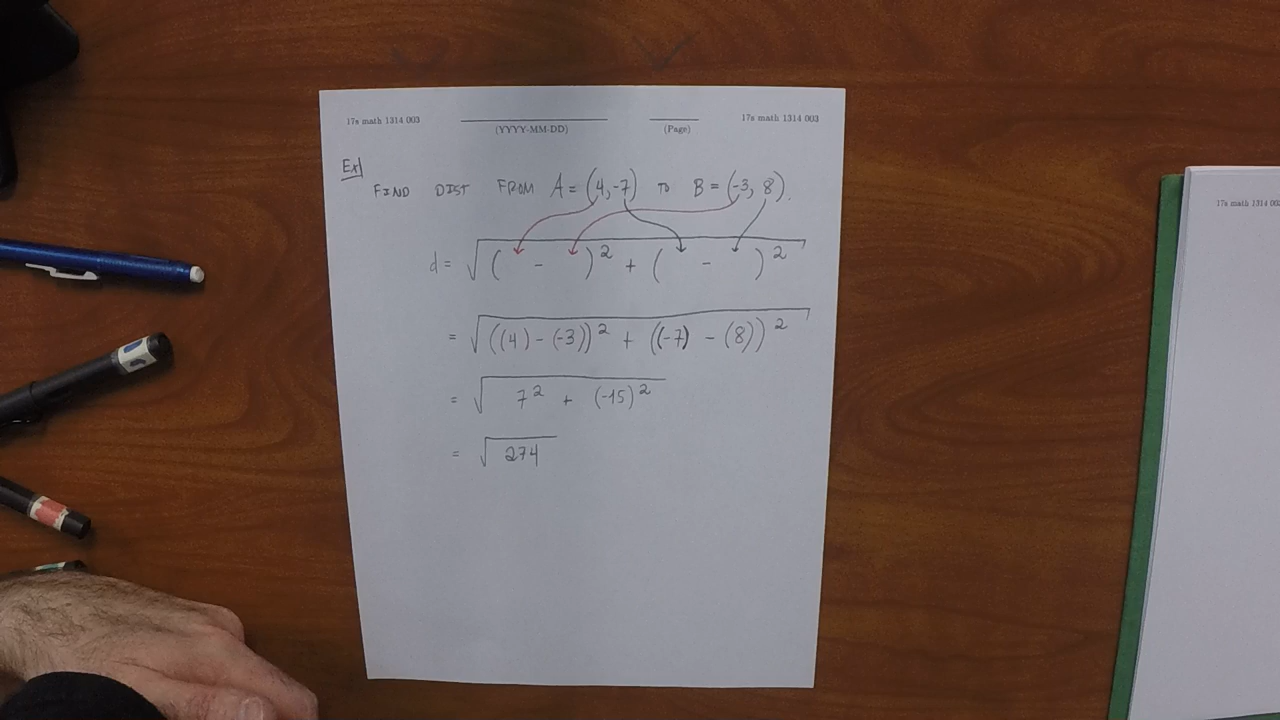 17s math 1314 003 (YYYY-MM-DD) (Page) 17s math 1314 003
Ex
FIND DIST FROM A = (4, -7) TO B = (-3, 8).
d = √(( - )² + ( - )²)
= √(((4) - (-3))² + ((-7) - (8))²)
= √(7² + (-15)²)
= √274
17s math 1314 003